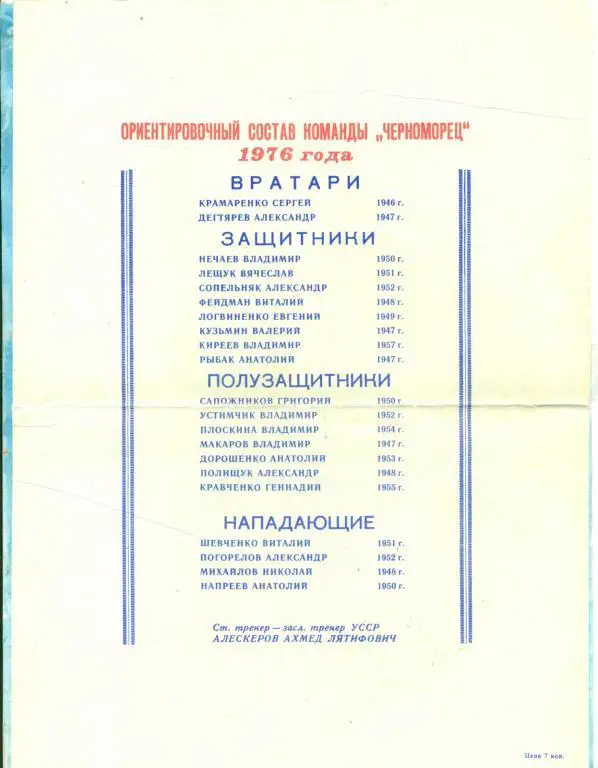 ОРИЕНТИРОВОЧНЫЙ СОСТАВ КОМАНДЫ „ЧЕРНОМОРЕЦ“
1976 года
ВРАТАРИ
КРАМАРЕНКО СЕРГЕЙ 1946 г.
ДЕГТЯРЕВ АЛЕКСАНДР 1947 г.
ЗАЩИТНИКИ
НЕЧАЕВ ВЛАДИМИР 1950 г.
ЛЕЩУК ВЯЧЕСЛАВ 1951 г.
СОПЕЛЬНЯК АЛЕКСАНДР 1952 г.
ФЕЙДМАН ВИТАЛИЙ 1948 г.
ЛОГВИНЕНКО ЕВГЕНИЙ 1949 г.
КУЗЬМИН ВАЛЕРИЙ 1947 г.
КИРЕЕВ ВЛАДИМИР 1957 г.
РЫБАК АНАТОЛИЙ 1947 г.
ПОЛУЗАЩИТНИКИ
САПОЖНИКОВ ГРИГОРИЙ 1950 г
УСТИМЧИК ВЛАДИМИР 1952 г.
ПЛОСКИНА ВЛАДИМИР 1954 г.
МАКАРОВ ВЛАДИМИР 1947 г.
ДОРОШЕНКО АНАТОЛИЙ 1953 г.
ПОЛИЩУК АЛЕКСАНДР 1948 г.
КРАВЧЕНКО ГЕННАДИЙ 1955 г.
НАПАДАЮЩИЕ
ШЕВЧЕНКО ВИТАЛИЙ 1951 г.
ПОГОРЕЛОВ АЛЕКСАНДР 1952 г.
МИХАЙЛОВ НИКОЛАЙ 1948 г.
НАПРЕЕВ АНАТОЛИЙ 1950 г.
Ст. тренер — засл. тренер УССР
АЛЕСКЕРОВ АХМЕД ЛЯТИФОВИЧ
Цена 7 коп.